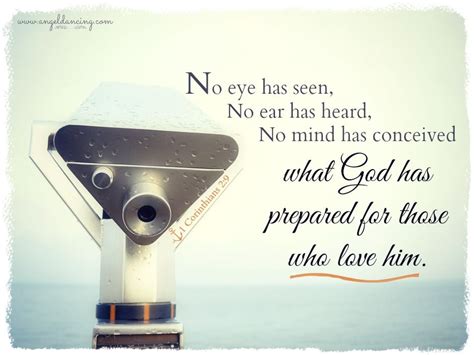 www.angeldancing.com
No eye has seen,
No ear has heard,
No mind has conceived
what God has
prepared for those
who love him.
1 Corinthians 2:9